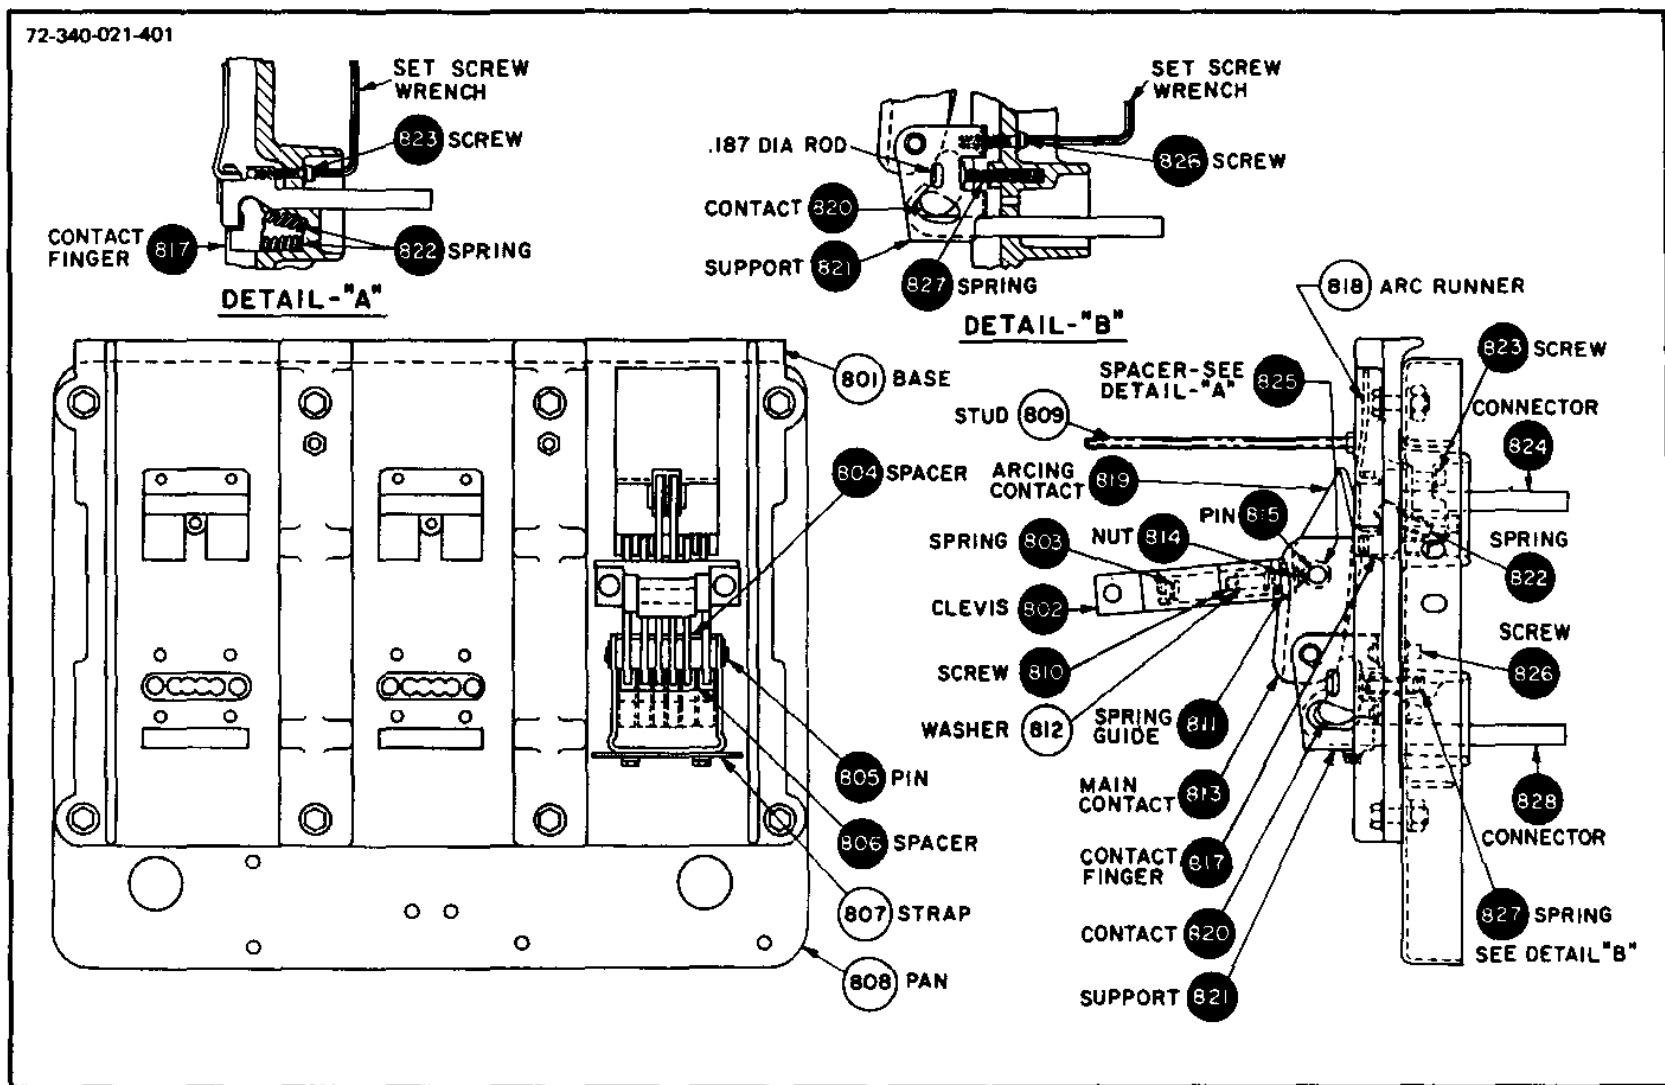 72-340-021-401
SET SCREW
WRENCH
823 SCREW
CONTACT
FINGER 817
822 SPRING
DETAIL-"A"
SET SCREW
WRENCH
.187 DIA ROD
826 SCREW
CONTACT 820
SUPPORT 821
827 SPRING
DETAIL-"B"
801 BASE
804 SPACER
805 PIN
806 SPACER
807 STRAP
808 PAN
818 ARC RUNNER
823 SCREW
SPACER-SEE
DETAIL-"A" 825
STUD 809
CONNECTOR
824
ARCING
CONTACT 819
PIN 815
SPRING 803
NUT 814
SPRING
822
CLEVIS 802
SCREW
826
SCREW 810
WASHER 812
SPRING
GUIDE 811
MAIN
CONTACT 813
828
CONNECTOR
CONTACT
FINGER 817
827 SPRING
SEE DETAIL"B"
CONTACT 820
SUPPORT 821